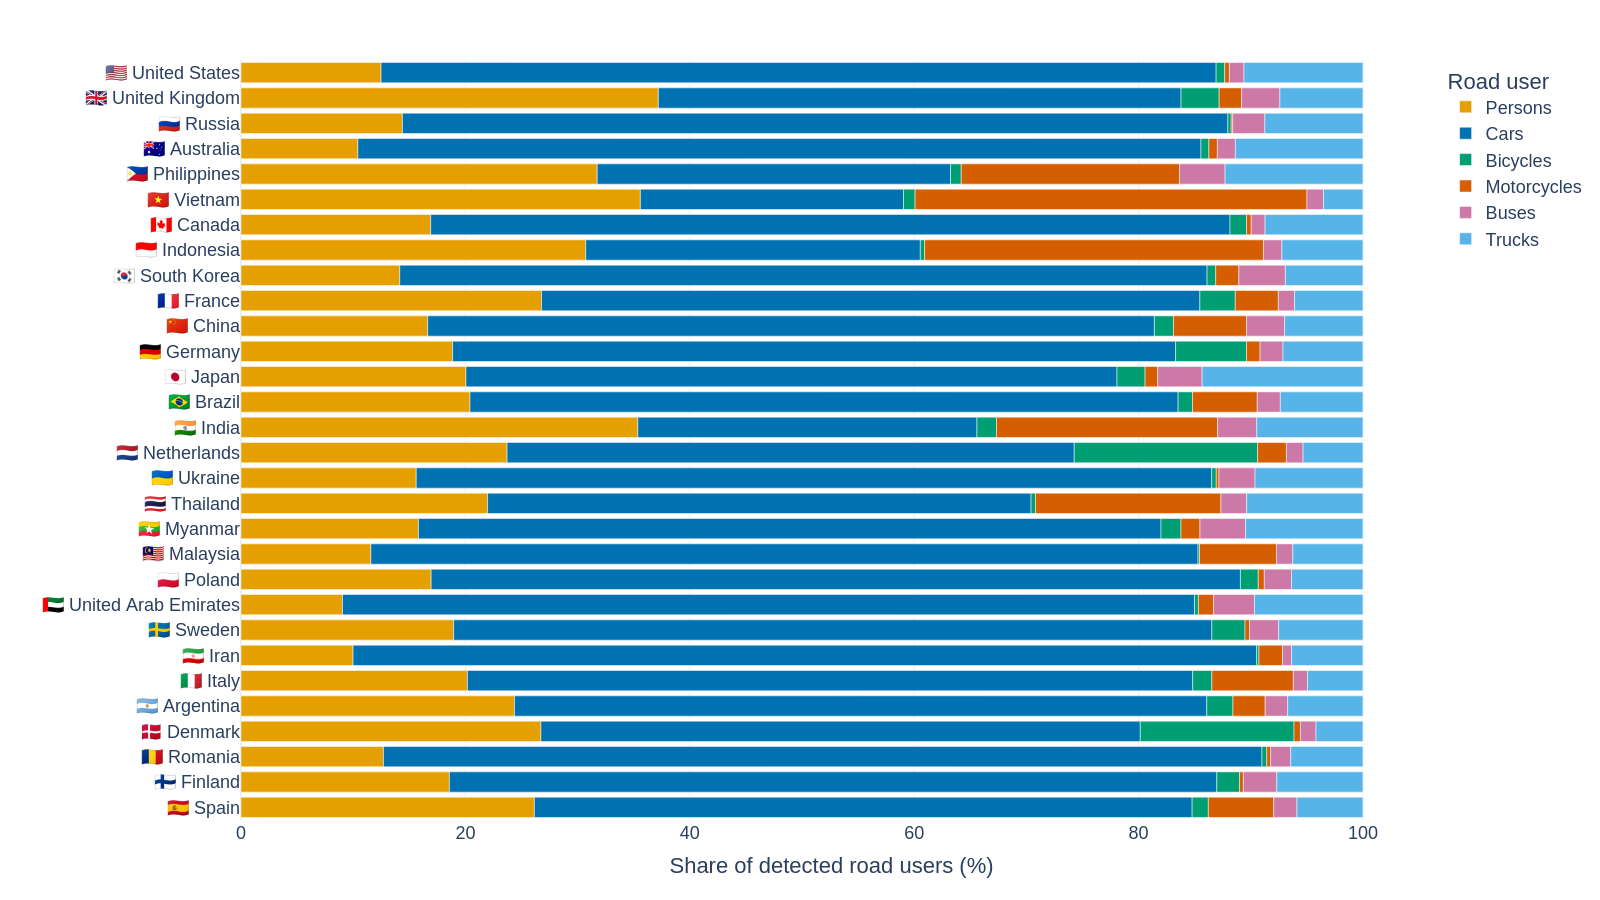 United States
United Kingdom
Russia
Australia
Philippines
Vietnam
Canada
Indonesia
South Korea
France
China
Germany
Japan
Brazil
India
Netherlands
Ukraine
Thailand
Myanmar
Malaysia
Poland
United Arab Emirates
Sweden
Iran
Italy
Argentina
Denmark
Romania
Finland
Spain
0 20 40 60 80 100
Share of detected road users (%)
Road user
Persons
Cars
Bicycles
Motorcycles
Buses
Trucks